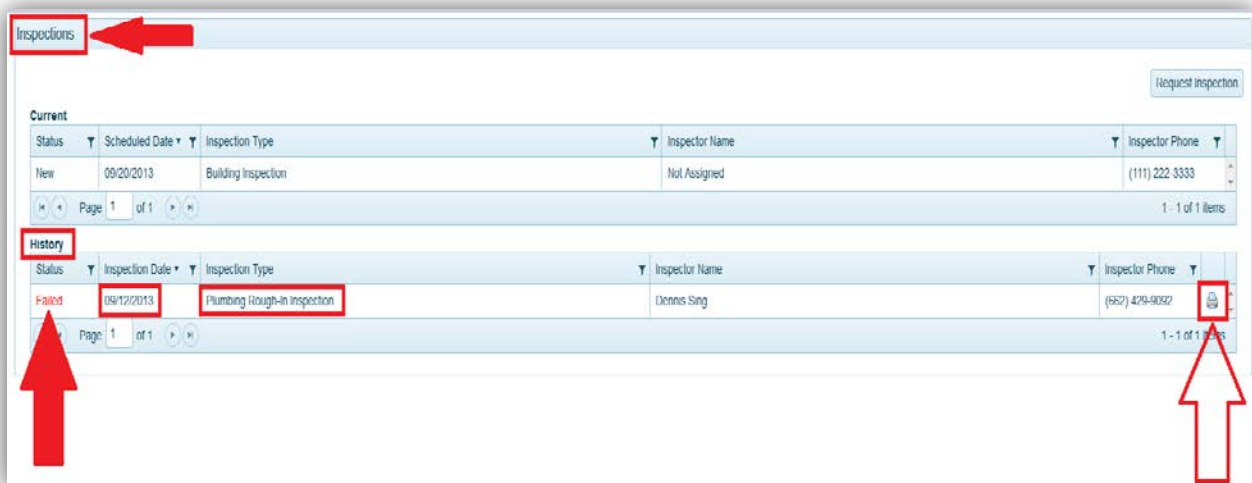 Inspections
Request Inspection
Current
Status Scheduled Date Inspection Type Inspector Name Inspector Phone
New 09/20/2013 Building Inspection Not Assigned (111) 222-3333
Page 1 of 1 1 - 1 of 1 items
History
Status Inspection Date Inspection Type Inspector Name Inspector Phone
Failed 09/12/2013 Plumbing Rough-In Inspection Dennis Sing (662) 429-9092
Page 1 of 1 1 - 1 of 1 items